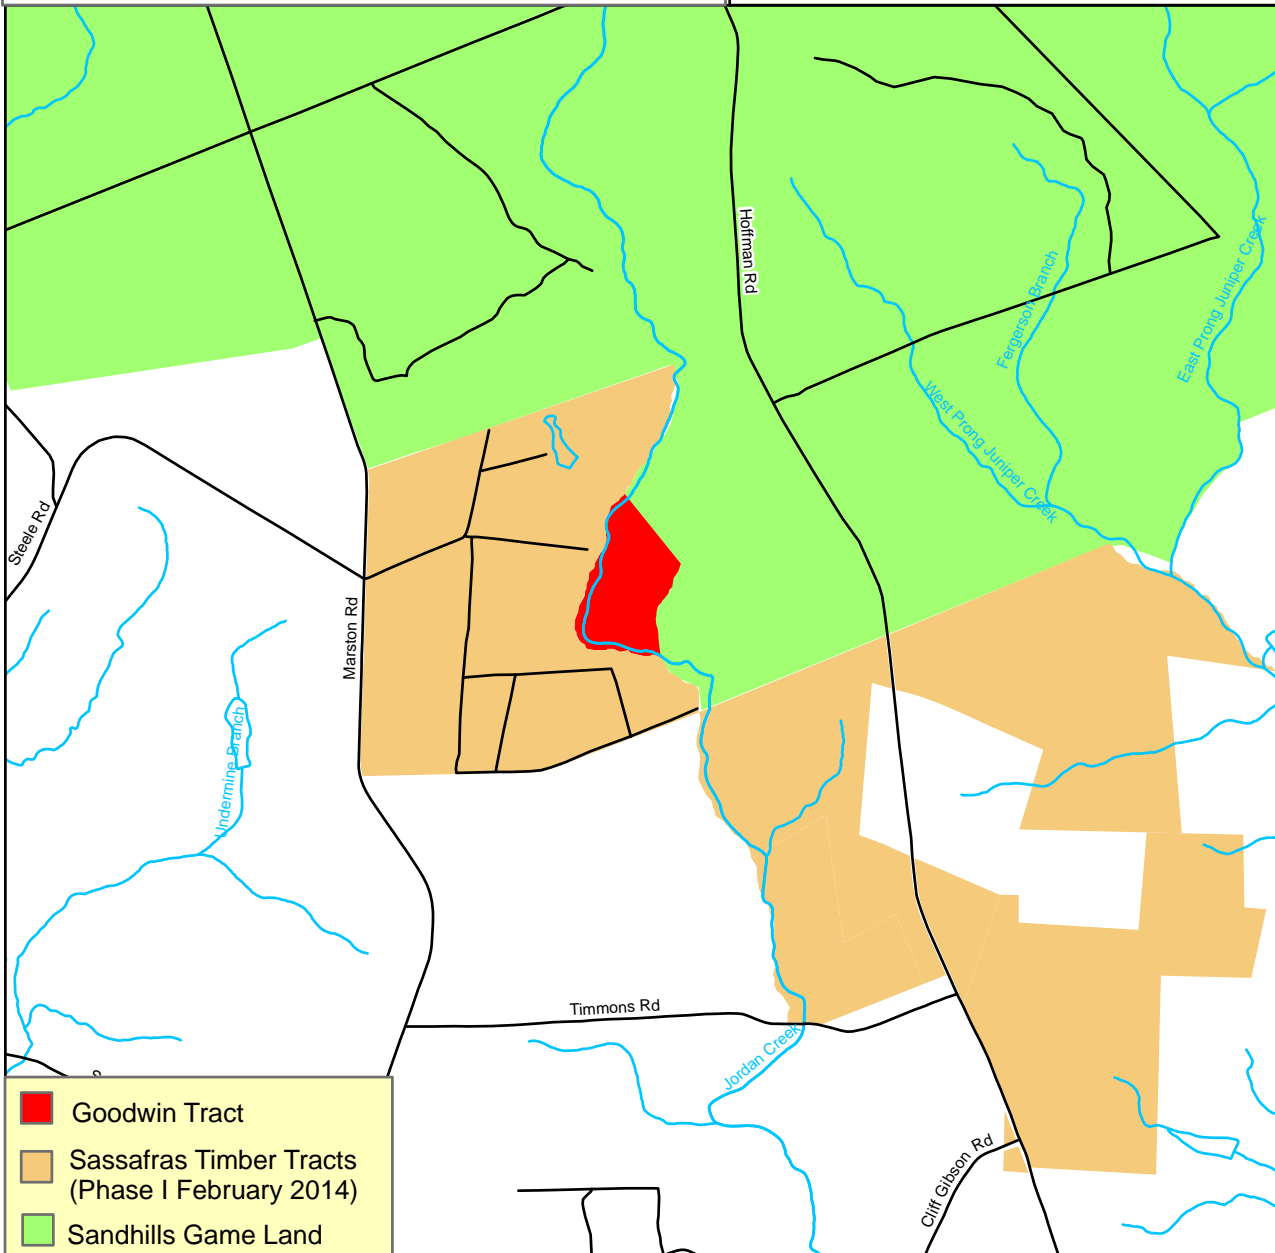 Hoffman Rd
Fergerson Branch
East Prong Juniper Creek
West Prong Juniper Creek
Steele Rd
Marston Rd
Undermine Branch
Timmons Rd
Jordan Creek
Cliff Gibson Rd
Goodwin Tract
Sassafras Timber Tracts
(Phase I February 2014)
Sandhills Game Land